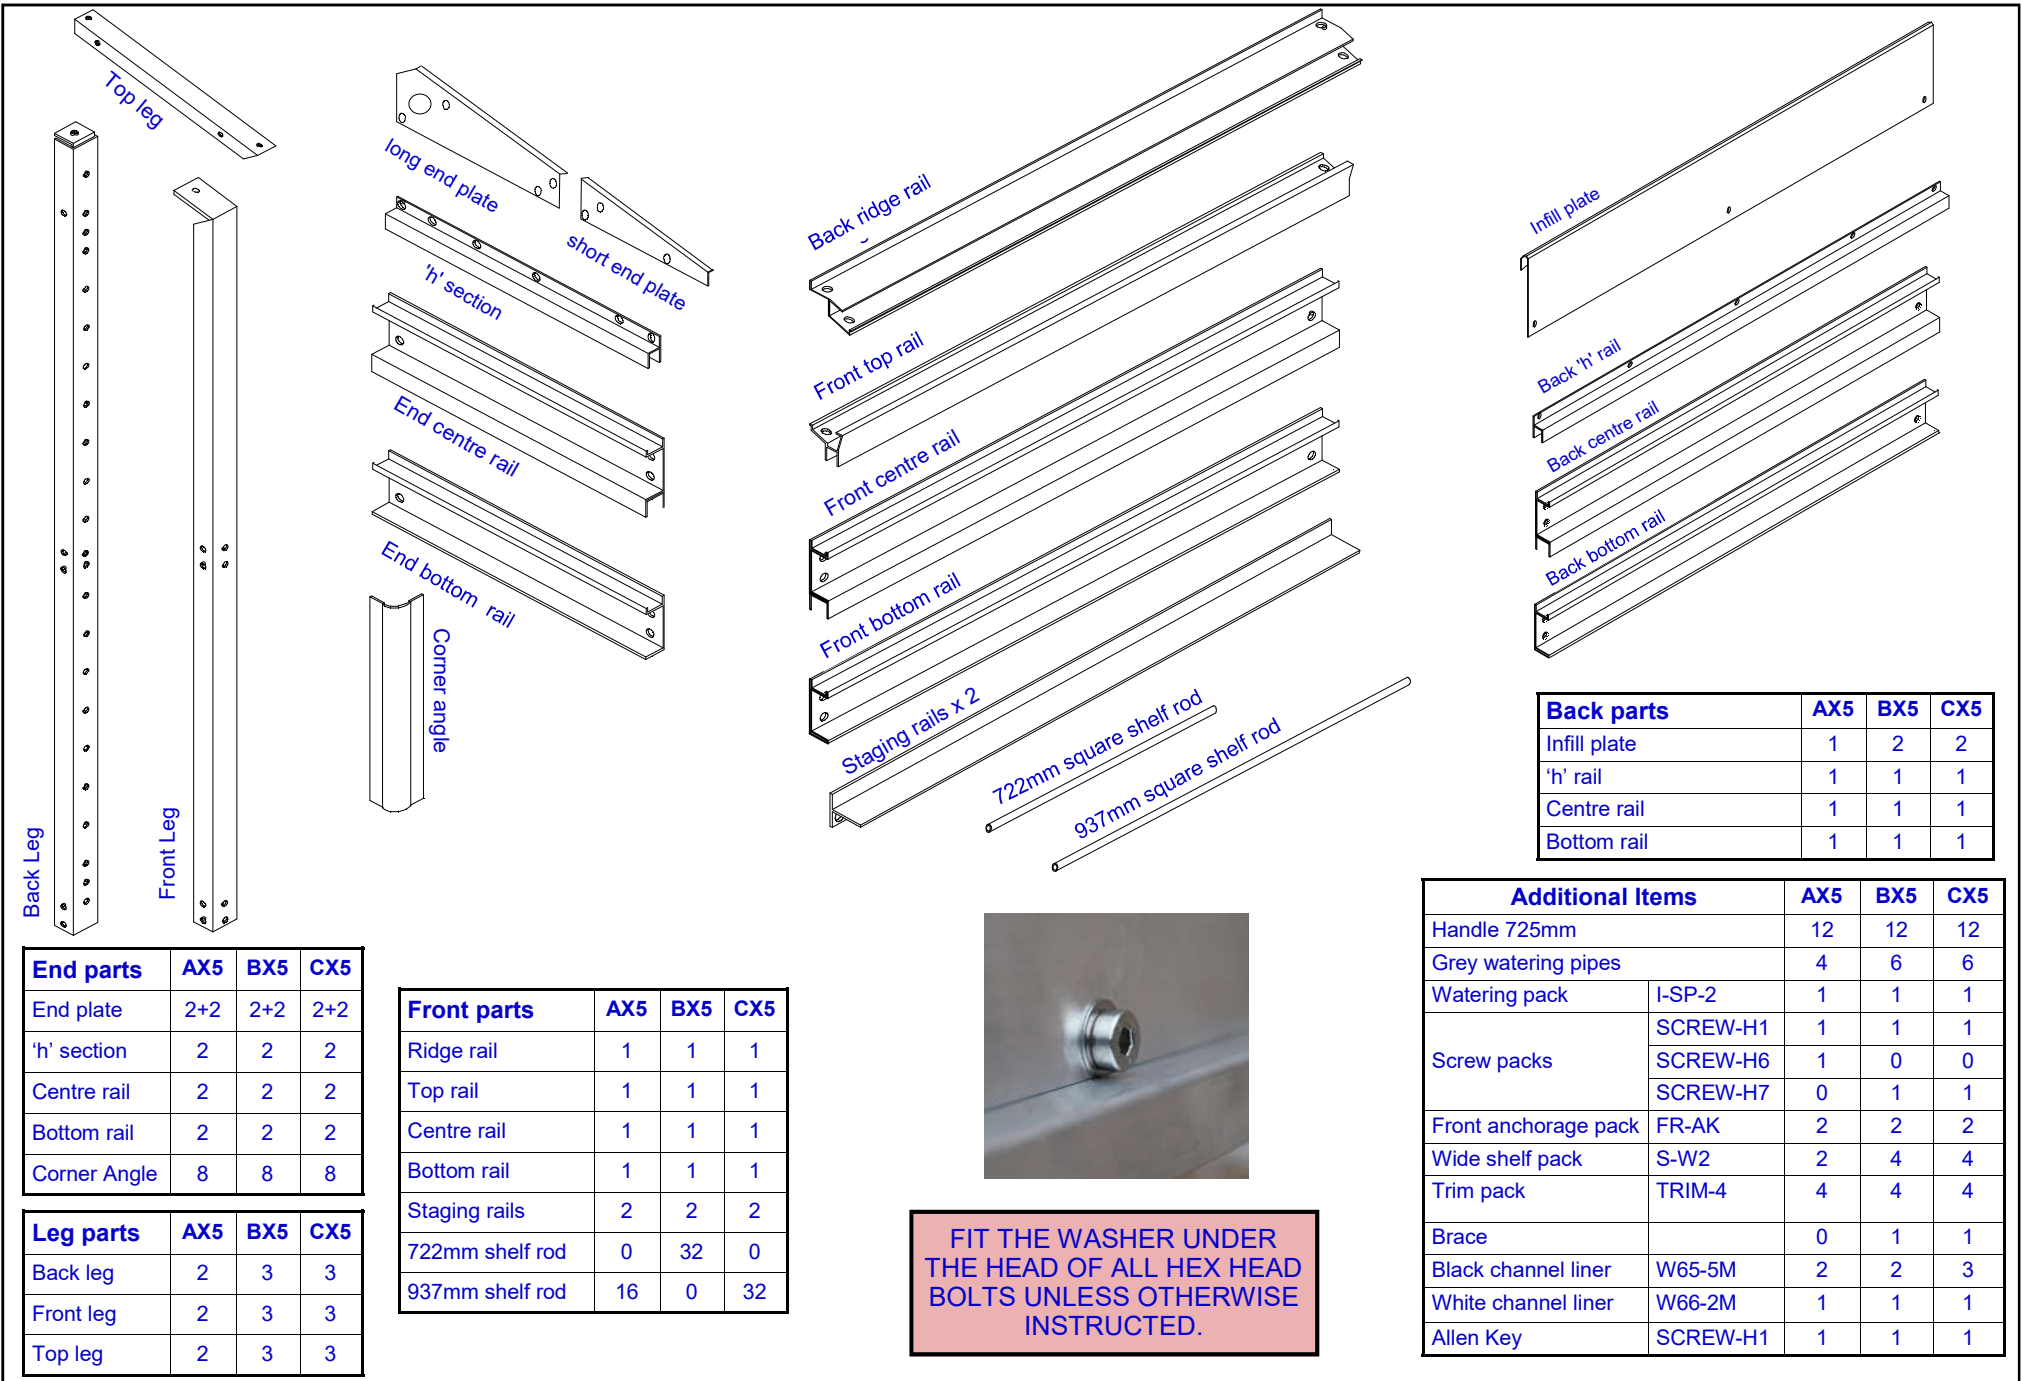 Top leg
long end plate
short end plate
'h' section
End centre rail
End bottom rail
Corner angle
Back Leg
Front Leg
Back ridge rail
Front top rail
Front centre rail
Front bottom rail
Staging rails x 2
722mm square shelf rod
937mm square shelf rod
Infill plate
Back 'h' rail
Back centre rail
Back bottom rail
Back parts AX5 BX5 CX5
Infill plate 1 2 2
‘h’ rail 1 1 1
Centre rail 1 1 1
Bottom rail 1 1 1
End parts AX5 BX5 CX5
End plate 2+2 2+2 2+2
‘h’ section 2 2 2
Centre rail 2 2 2
Bottom rail 2 2 2
Corner Angle 8 8 8
Leg parts AX5 BX5 CX5
Back leg 2 3 3
Front leg 2 3 3
Top leg 2 3 3
Front parts AX5 BX5 CX5
Ridge rail 1 1 1
Top rail 1 1 1
Centre rail 1 1 1
Bottom rail 1 1 1
Staging rails 2 2 2
722mm shelf rod 0 32 0
937mm shelf rod 16 0 32
FIT THE WASHER UNDER
THE HEAD OF ALL HEX HEAD
BOLTS UNLESS OTHERWISE
INSTRUCTED.
Additional Items AX5 BX5 CX5
Handle 725mm 12 12 12
Grey watering pipes 4 6 6
Watering pack I-SP-2 1 1 1
Screw packs SCREW-H1 1 1 1
SCREW-H6 1 0 0
SCREW-H7 0 1 1
Front anchorage pack FR-AK 2 2 2
Wide shelf pack S-W2 2 4 4
Trim pack TRIM-4 4 4 4
Brace 0 1 1
Black channel liner W65-5M 2 2 3
White channel liner W66-2M 1 1 1
Allen Key SCREW-H1 1 1 1